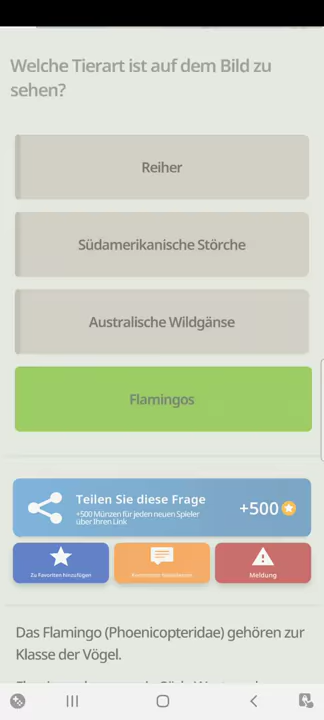 Welche Tierart ist auf dem Bild zu
sehen?
Reiher
Südamerikanische Störche
Australische Wildgänse
Flamingos
Teilen Sie diese Frage
+500 Münzen für jeden neuen Spieler
über Ihren Link
+500
Zu Favoriten hinzufügen
Meldung
Das Flamingo (Phoenicopteridae) gehören zur
Klasse der Vögel.